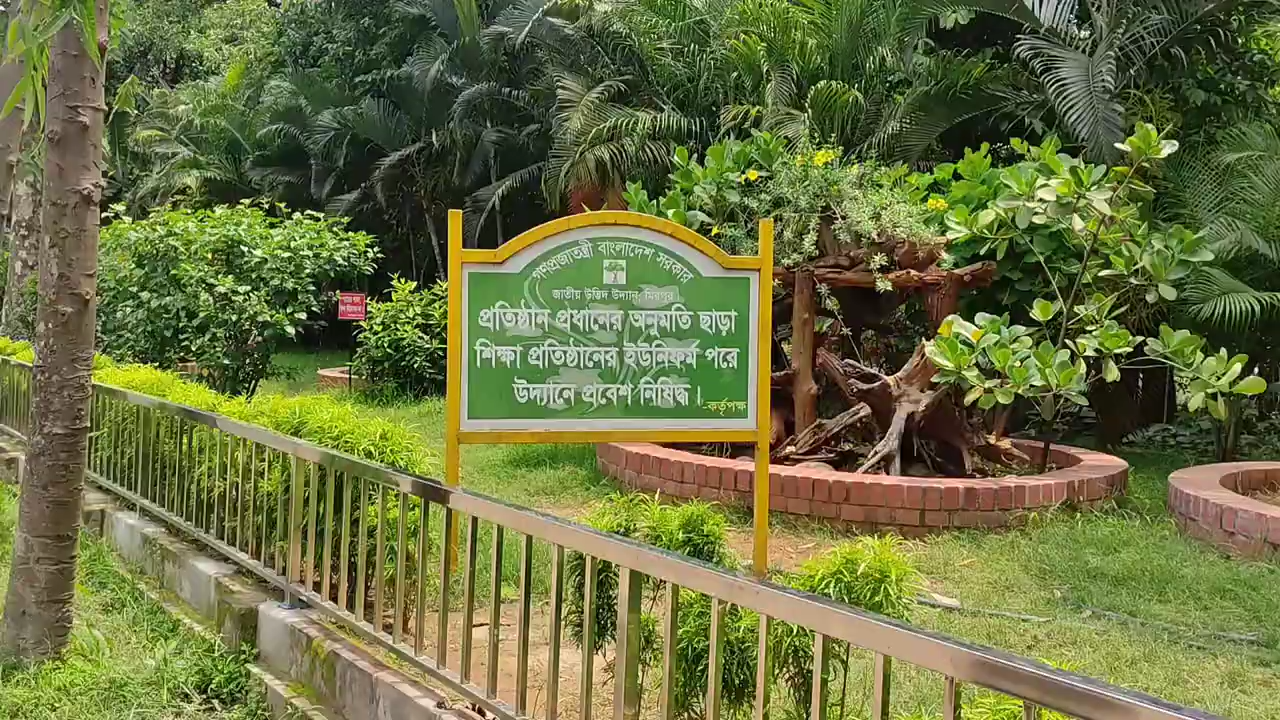 গণপ্রজাতন্ত্রী বাংলাদেশ সরকার
জাতীয় উদ্ভিদ উদ্যান, মিরপুর
প্রতিষ্ঠান প্রধানের অনুমতি ছাড়া
শিক্ষা প্রতিষ্ঠানের ইউনিফর্ম পরে
উদ্যানে প্রবেশ নিষিদ্ধ।
-কর্তৃপক্ষ